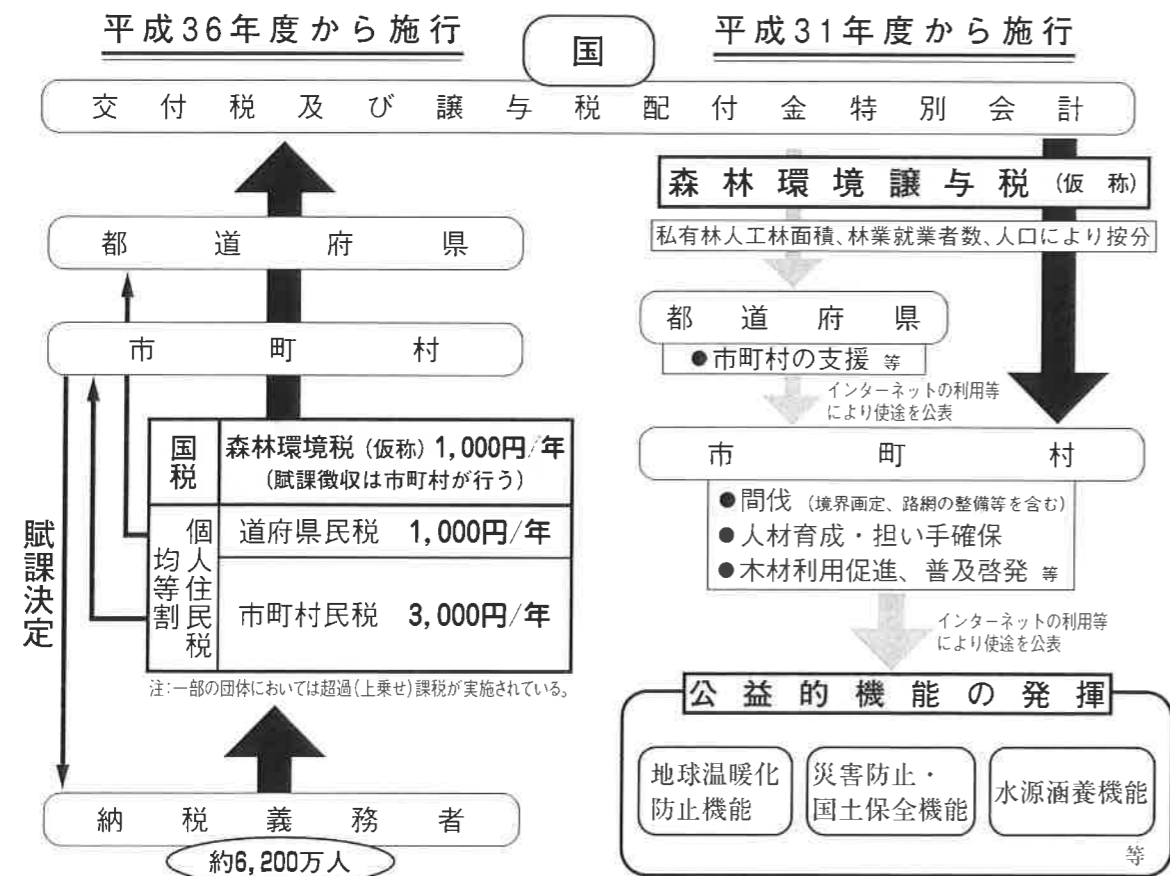 平成36年度から施行
国
平成31年度から施行
交付税及び譲与税配付金特別会計
都道府県
市町村
国税
森林環境税(仮称) 1,000円/年
(賦課徴収は市町村が行う)
個人住民税
均等割
道府県民税 1,000円/年
市町村民税 3,000円/年
注:一部の団体においては超過(上乗せ)課税が実施されている。
賦課決定
納税義務者
約6,200万人
森林環境譲与税(仮称)
私有林人工林面積、林業就業者数、人口により按分
都道府県
●市町村の支援 等
インターネットの利用等
により使途を公表
市町村
●間伐 (境界画定、路網の整備等を含む)
●人材育成・担い手確保
●木材利用促進、普及啓発 等
インターネットの利用等
により使途を公表
公益的機能の発揮
地球温暖化
防止機能
災害防止・
国土保全機能
水源涵養機能
等